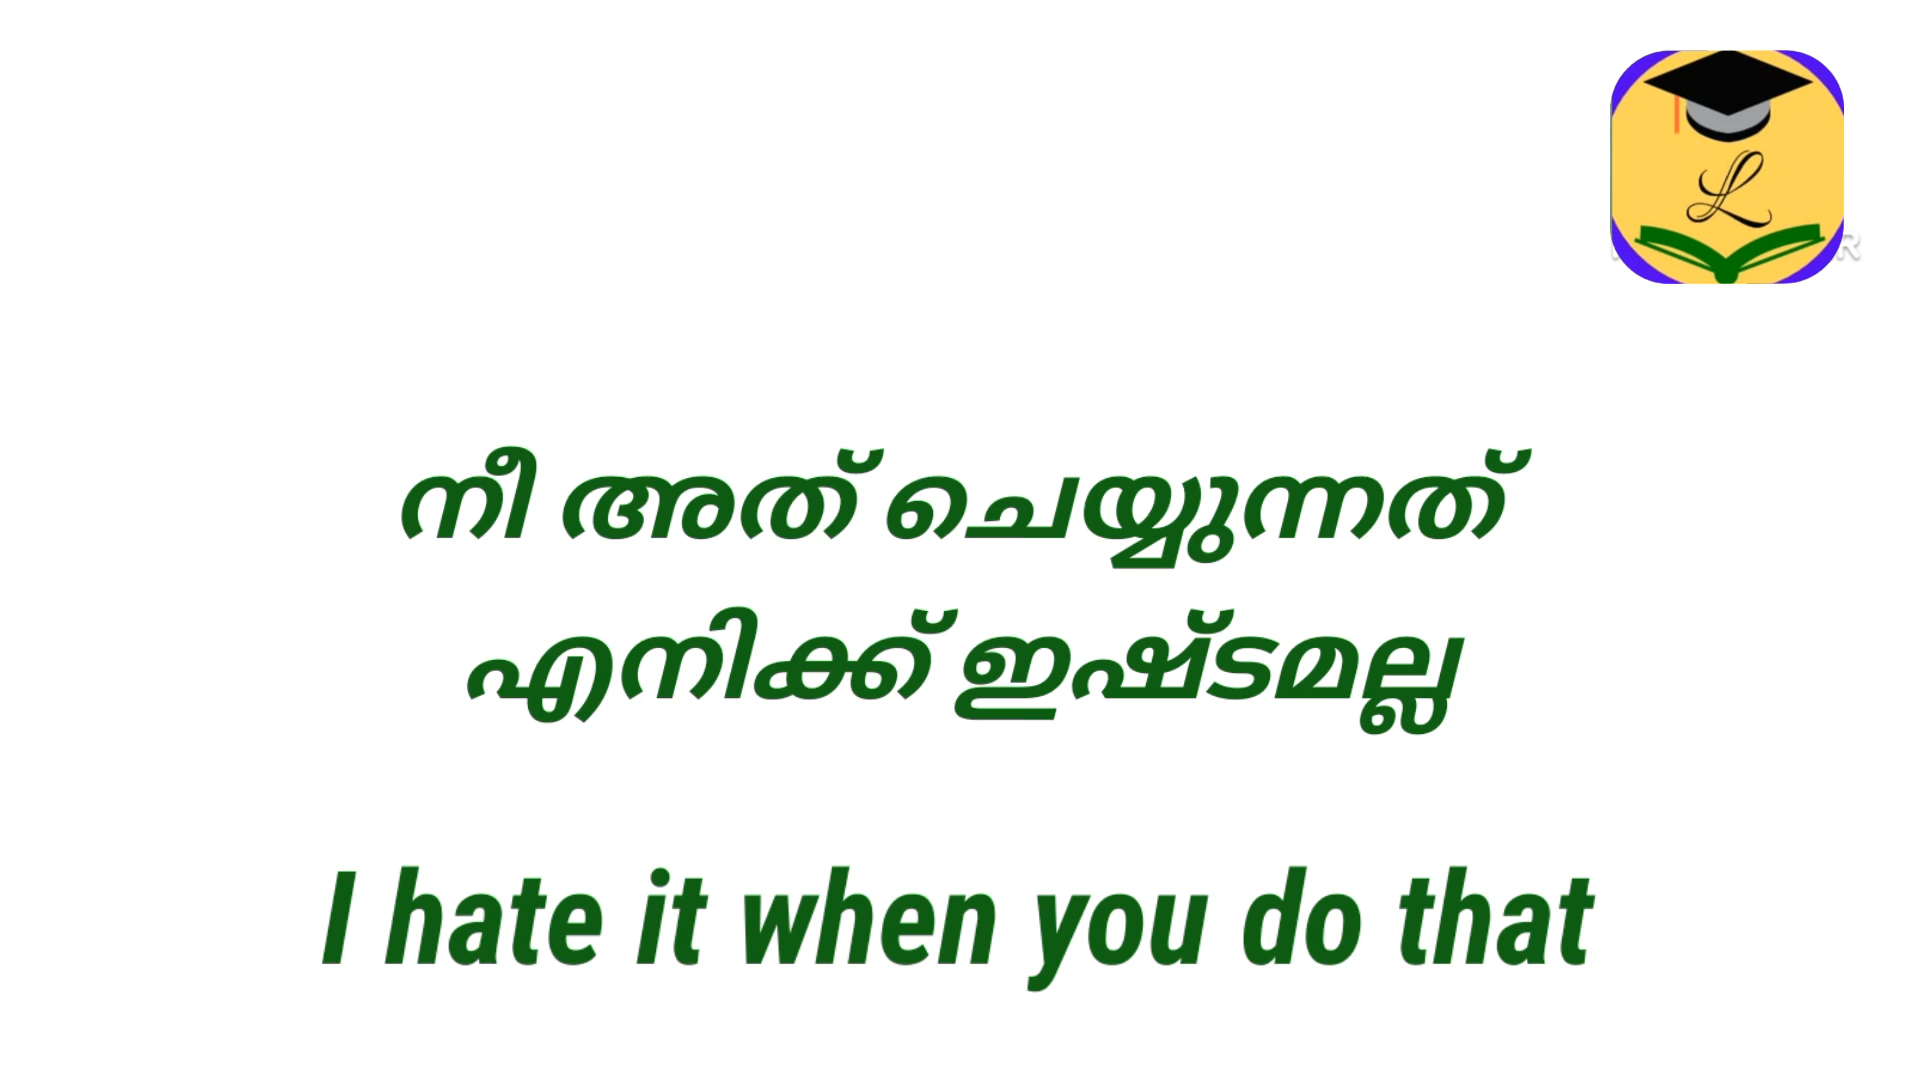 L
നീ അത് ചെയ്യുന്നത്
എനിക്ക് ഇഷ്ടമല്ല
I hate it when you do that